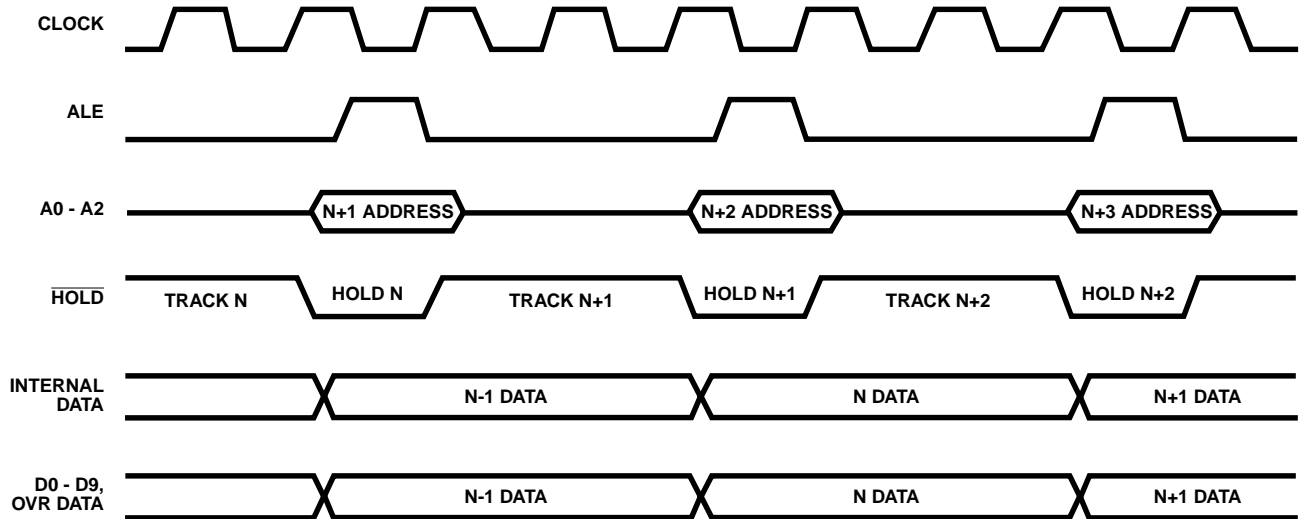 CLOCK
ALE
A0 - A2
N+1 ADDRESS
N+2 ADDRESS
N+3 ADDRESS
HOLD
TRACK N
HOLD N
TRACK N+1
HOLD N+1
TRACK N+2
HOLD N+2
INTERNAL
DATA
N-1 DATA
N DATA
N+1 DATA
D0 - D9,
OVR DATA
N-1 DATA
N DATA
N+1 DATA